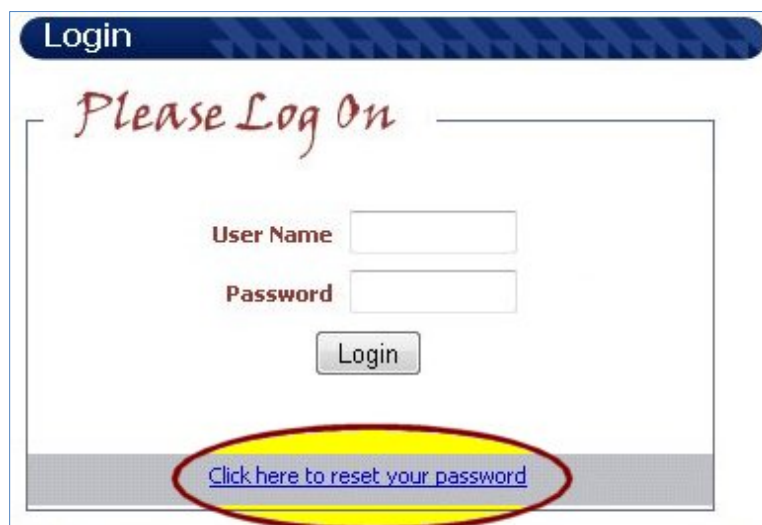 Login
Please Log On
User Name
Password
Login
Click here to reset your password